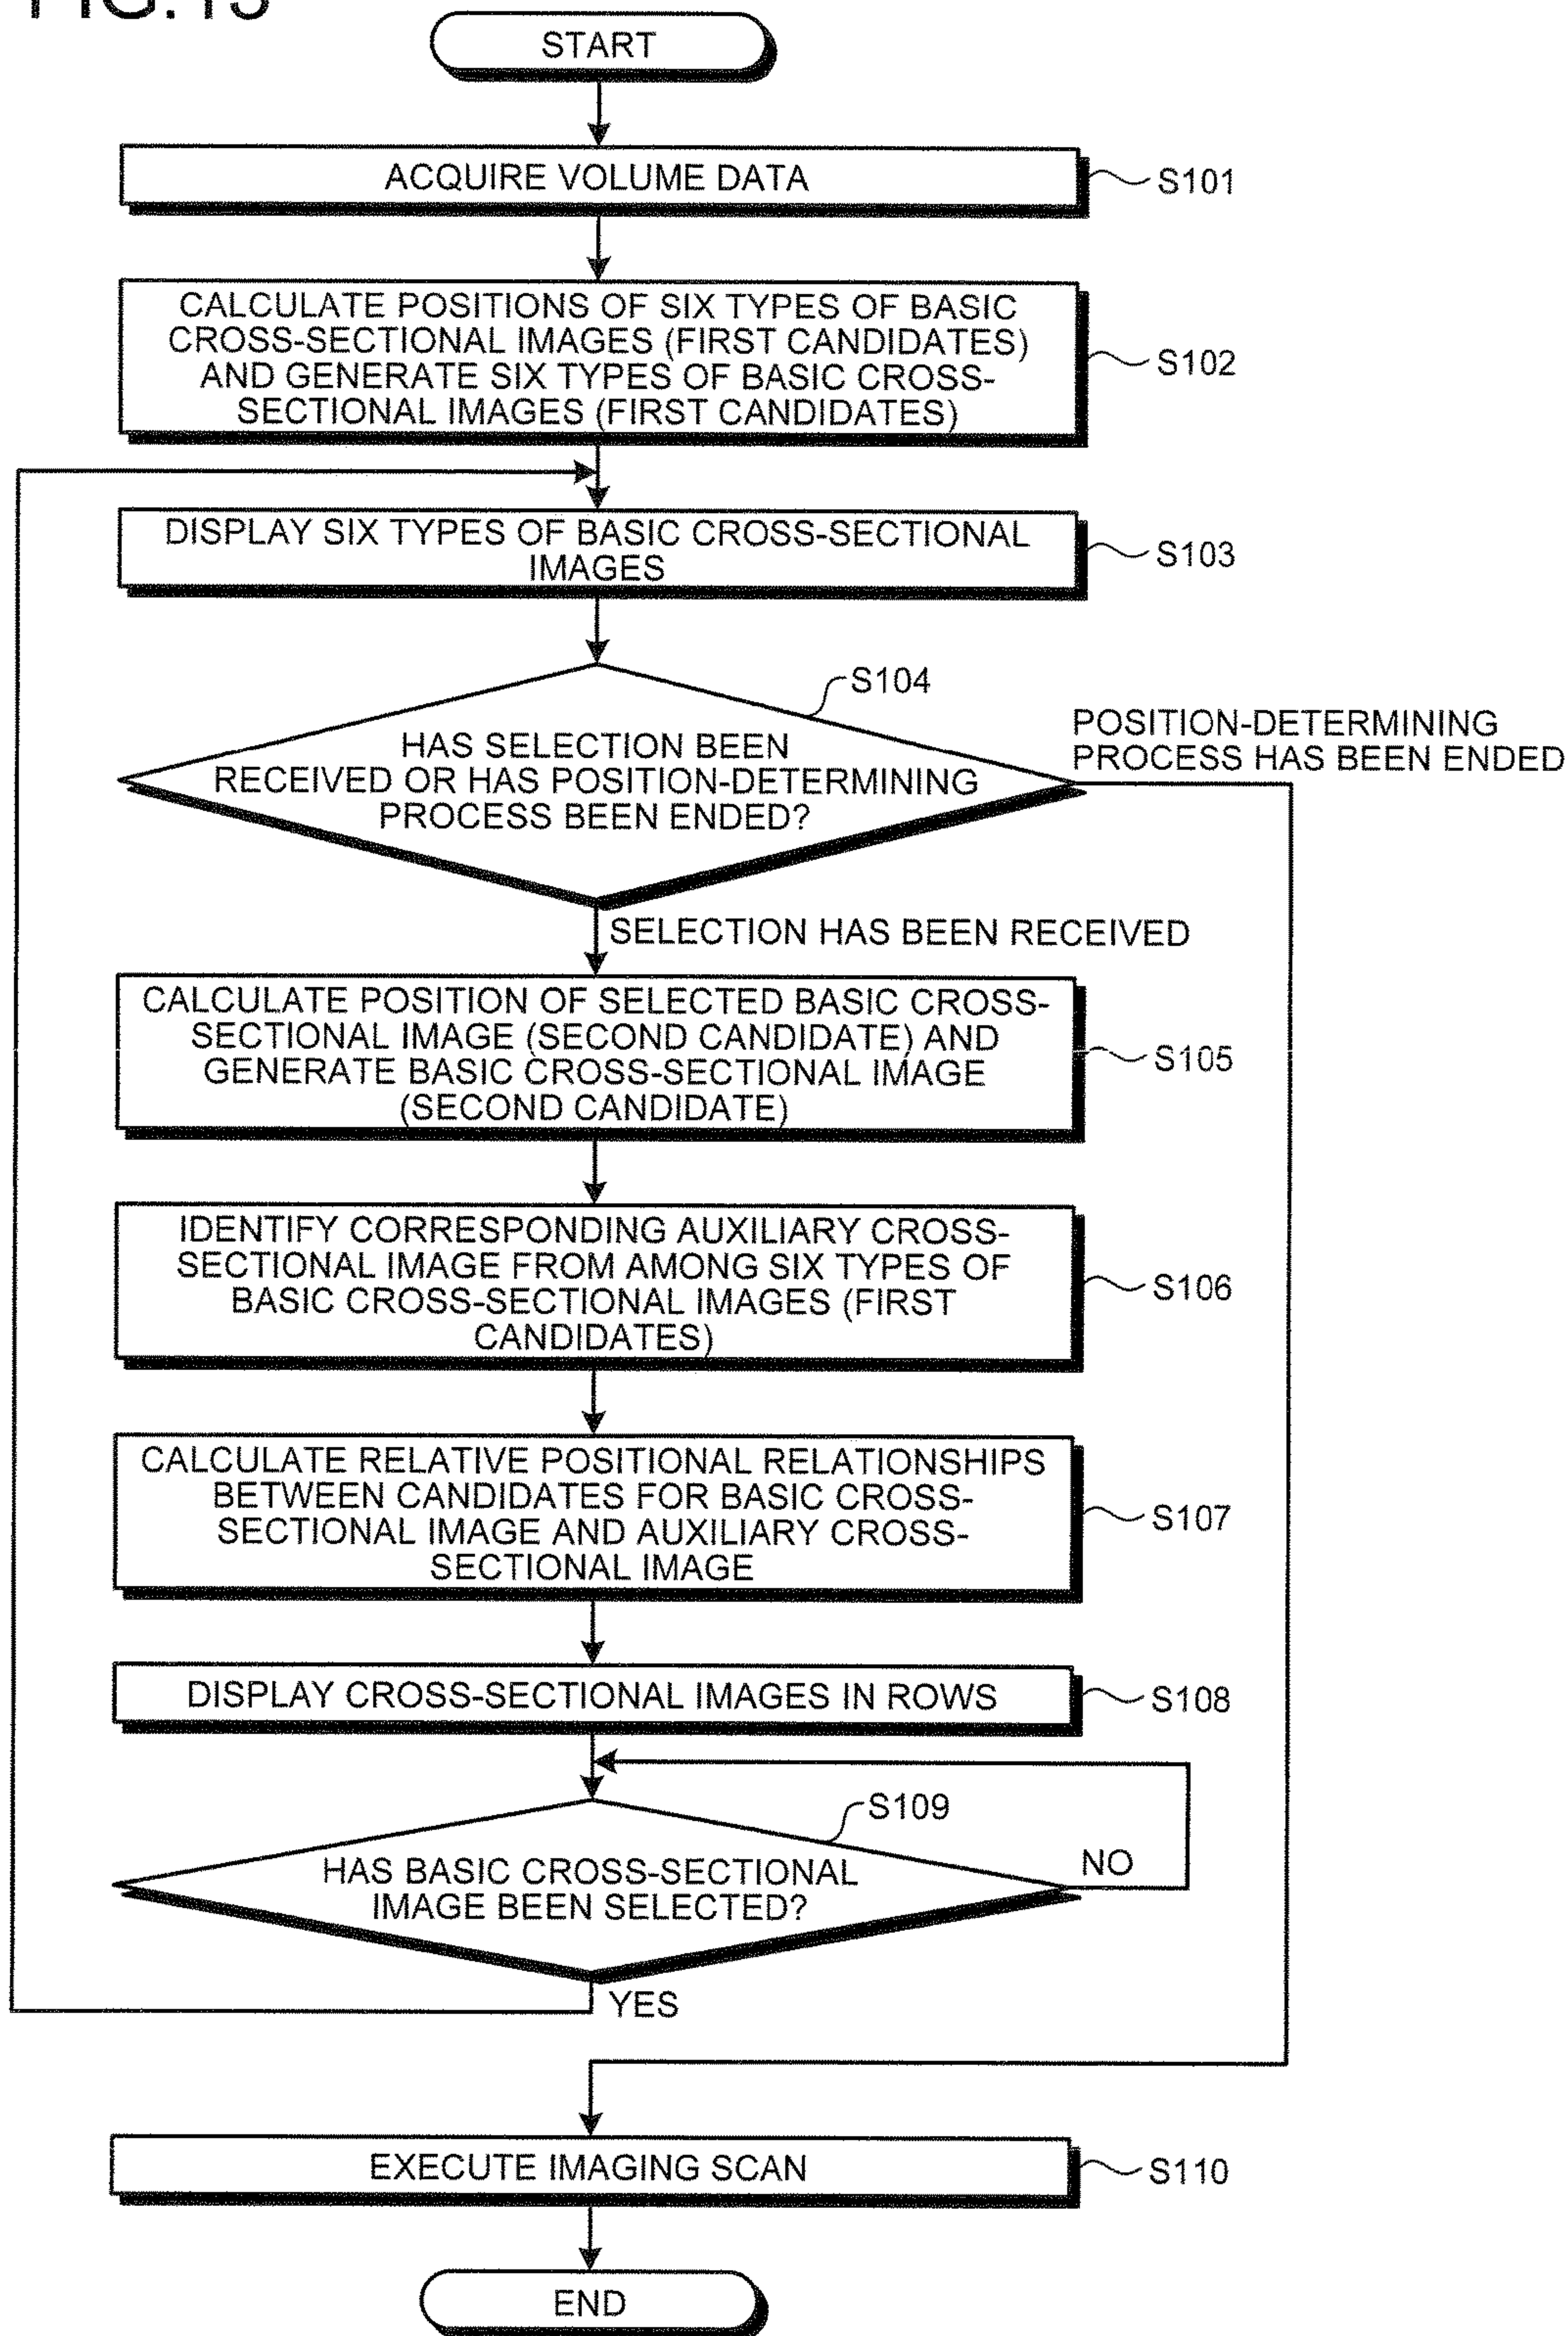 FIG.13
START
ACQUIRE VOLUME DATA
S101
CALCULATE POSITIONS OF SIX TYPES OF BASIC
CROSS-SECTIONAL IMAGES (FIRST CANDIDATES)
AND GENERATE SIX TYPES OF BASIC CROSS-
SECTIONAL IMAGES (FIRST CANDIDATES)
S102
DISPLAY SIX TYPES OF BASIC CROSS-SECTIONAL
IMAGES
S103
S104
HAS SELECTION BEEN
RECEIVED OR HAS POSITION-DETERMINING
PROCESS BEEN ENDED?
POSITION-DETERMINING
PROCESS HAS BEEN ENDED
SELECTION HAS BEEN RECEIVED
CALCULATE POSITION OF SELECTED BASIC CROSS-
SECTIONAL IMAGE (SECOND CANDIDATE) AND
GENERATE BASIC CROSS-SECTIONAL IMAGE
(SECOND CANDIDATE)
S105
IDENTIFY CORRESPONDING AUXILIARY CROSS-
SECTIONAL IMAGE FROM AMONG SIX TYPES OF
BASIC CROSS-SECTIONAL IMAGES (FIRST
CANDIDATES)
S106
CALCULATE RELATIVE POSITIONAL RELATIONSHIPS
BETWEEN CANDIDATES FOR BASIC CROSS-
SECTIONAL IMAGE AND AUXILIARY CROSS-
SECTIONAL IMAGE
S107
DISPLAY CROSS-SECTIONAL IMAGES IN ROWS
S108
S109
HAS BASIC CROSS-SECTIONAL
IMAGE BEEN SELECTED?
NO
YES
EXECUTE IMAGING SCAN
S110
END